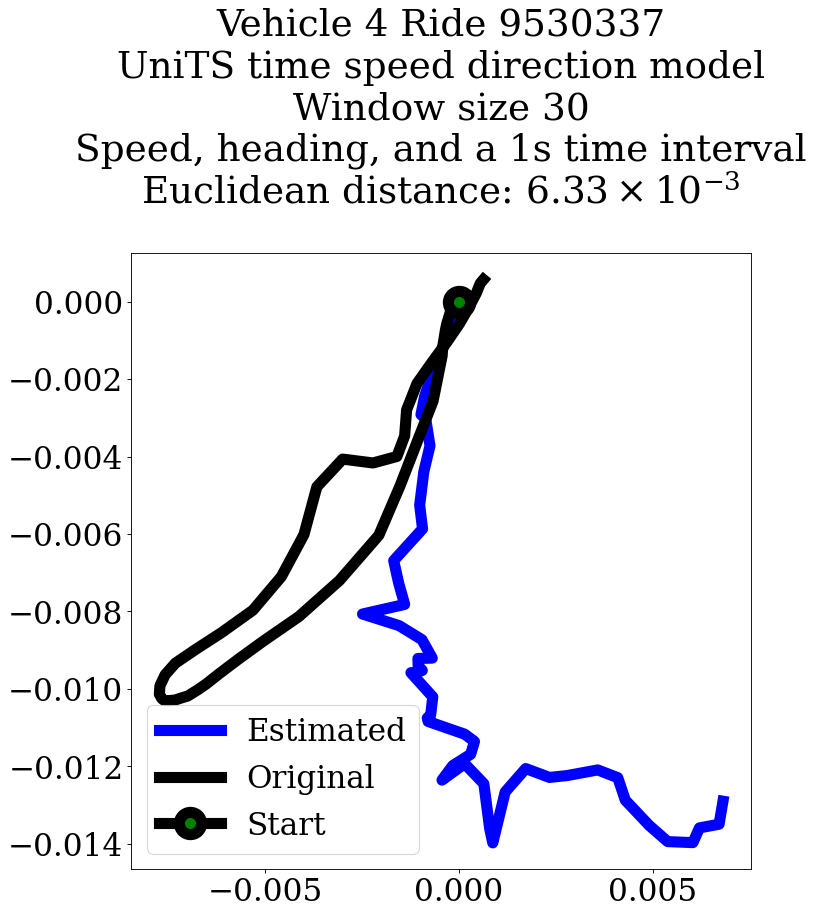 Vehicle 4 Ride 9530337
UniTS time speed direction model
Window size 30
Speed, heading, and a 1s time interval
Euclidean distance: 6.33 × 10⁻³
0.000
−0.002
−0.004
−0.006
−0.008
−0.010
−0.012
−0.014
Estimated
Original
Start
−0.005 0.000 0.005